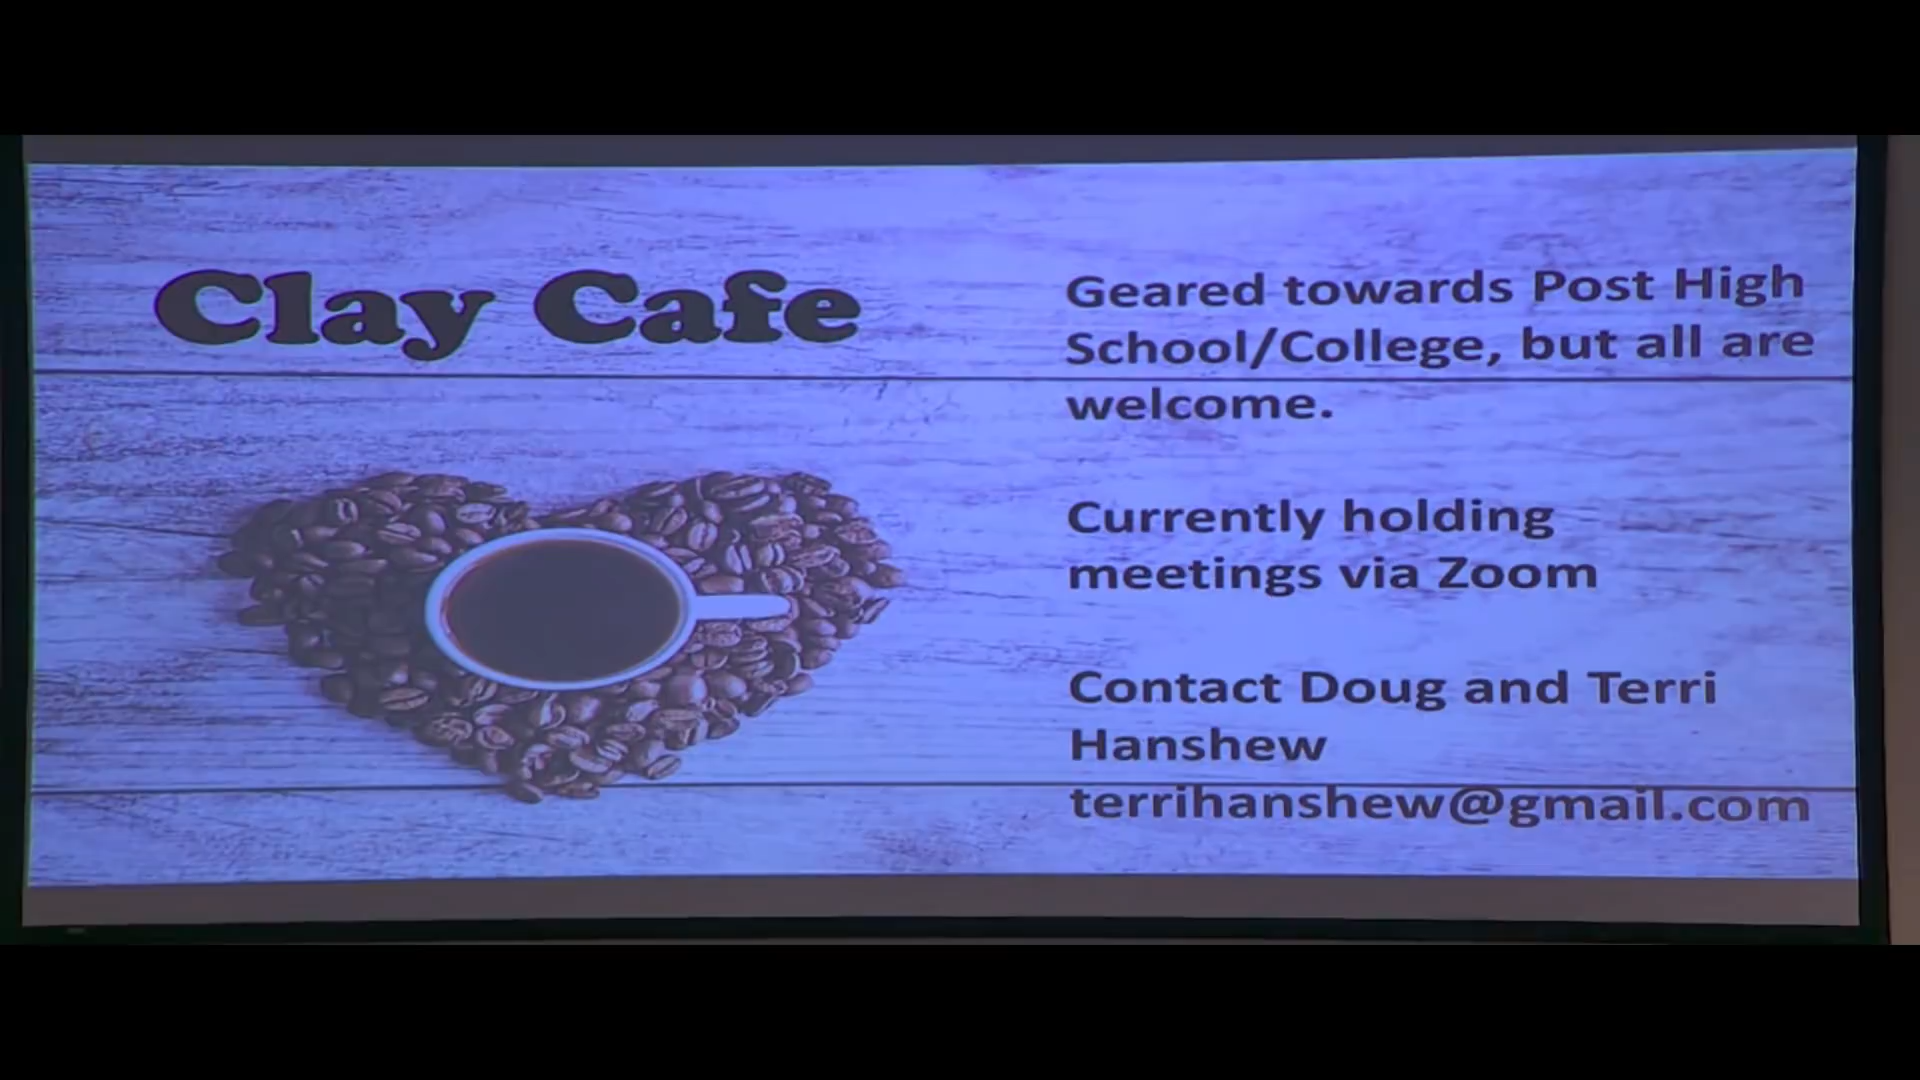 Clay Cafe
Geared towards Post High
School/College, but all are
welcome.
Currently holding
meetings via Zoom
Contact Doug and Terri
Hanshew
terrihanshew@gmail.com